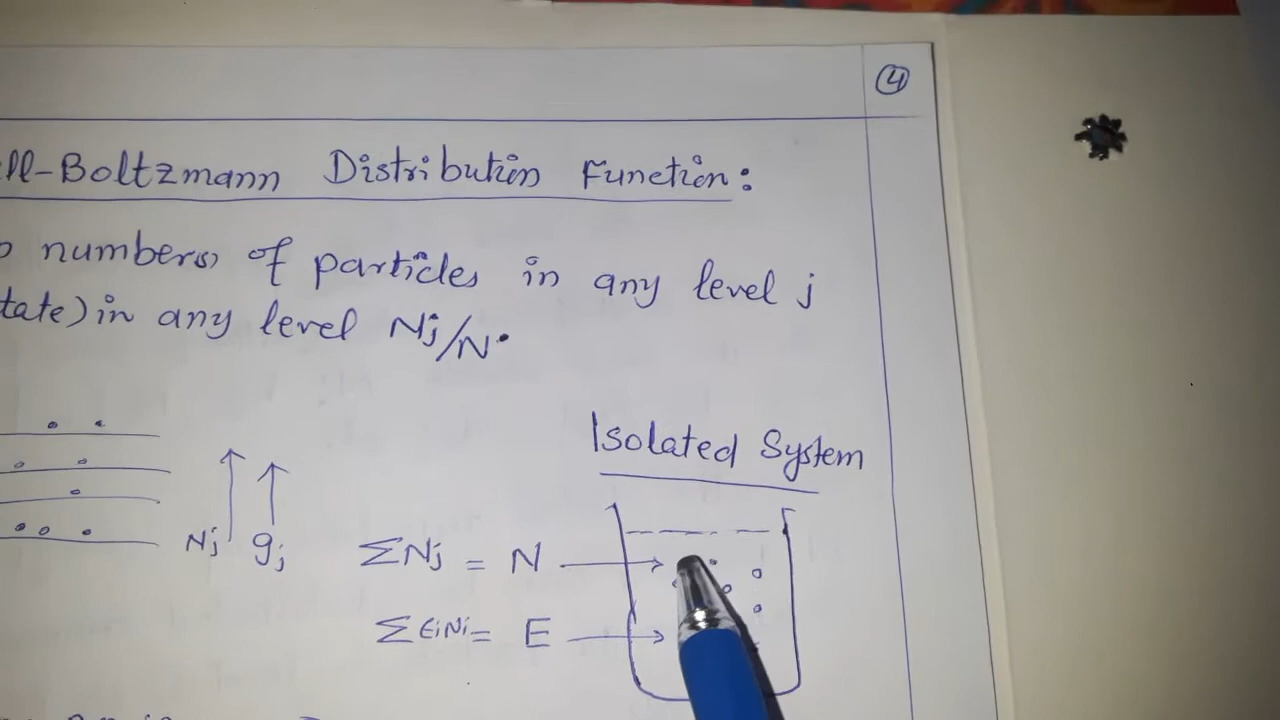 ④
ll-Boltzmann Distribution Function:
numbers of particles in any level j
tate) in any level Nj/N.
Isolated System
Nj gj
ΣNj = N
ΣEiNi = E